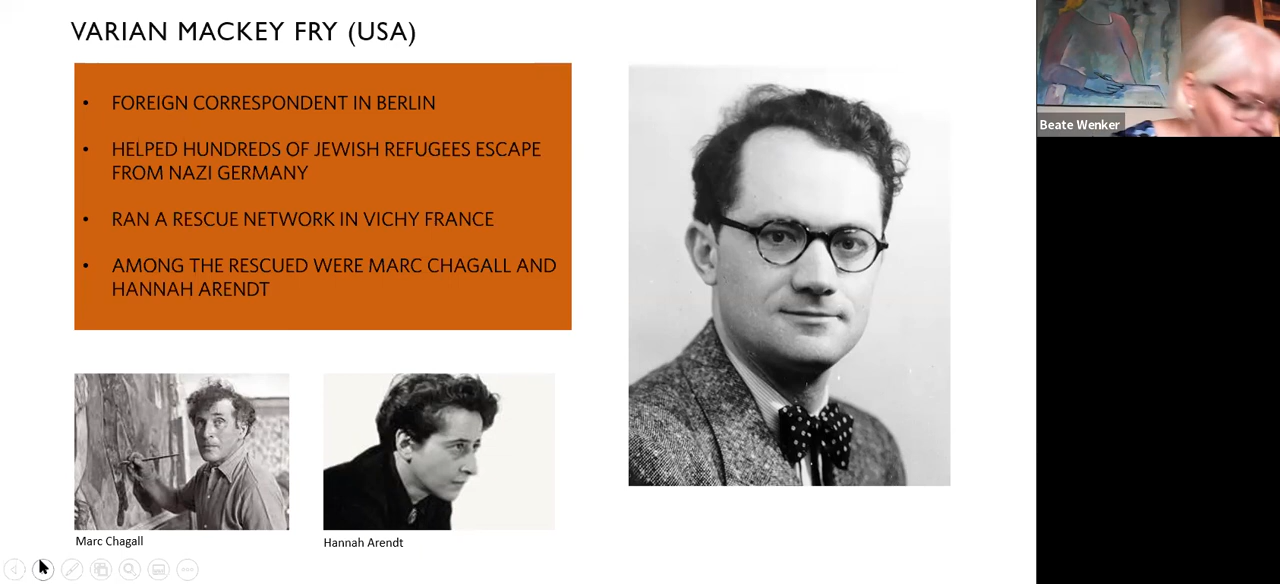 VARIAN MACKEY FRY (USA)
• FOREIGN CORRESPONDENT IN BERLIN
• HELPED HUNDREDS OF JEWISH REFUGEES ESCAPE
FROM NAZI GERMANY
• RAN A RESCUE NETWORK IN VICHY FRANCE
• AMONG THE RESCUED WERE MARC CHAGALL AND
HANNAH ARENDT
Marc Chagall
Hannah Arendt
Beate Wenker